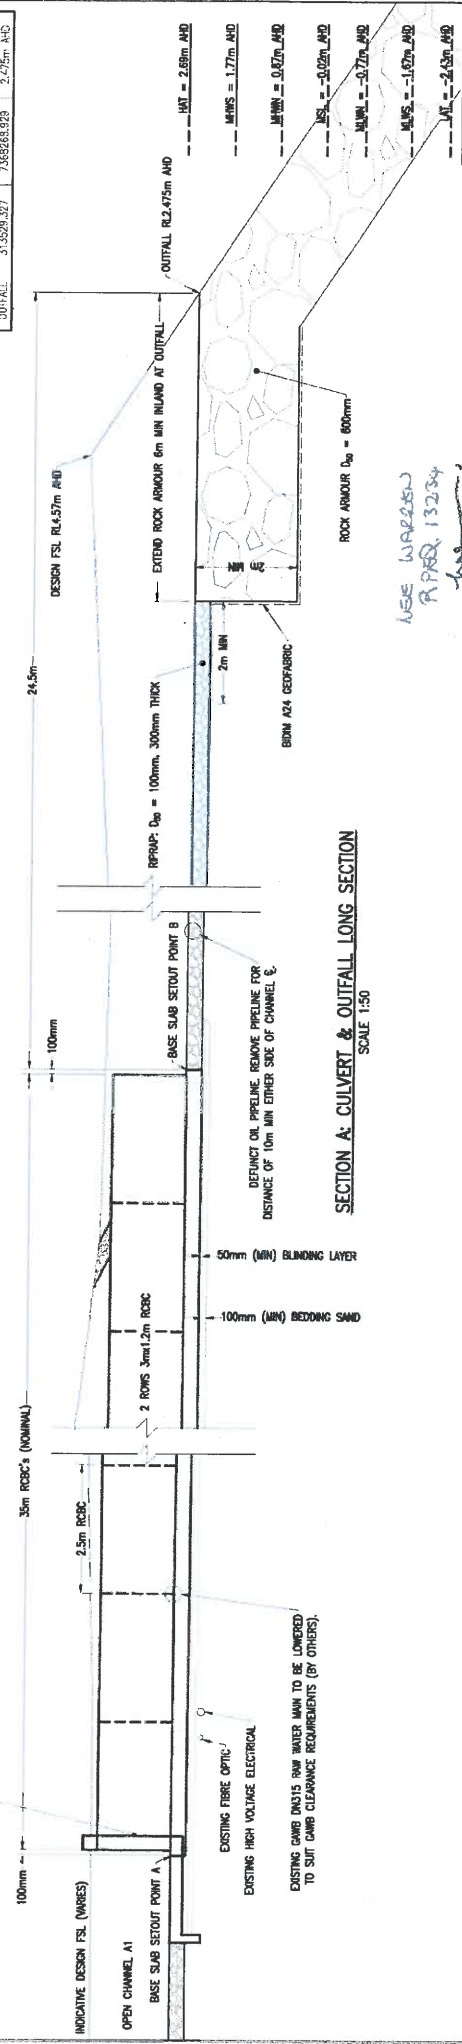 OUTFALL 313529.327 7368268.929 2.475m AHD
HAT = 2.69m AHD
MHWS = 1.77m AHD
MHWN = 0.87m AHD
MSL = -0.02m AHD
MLWN = -0.77m AHD
MLWS = -1.67m AHD
LAT = -2.43m AHD
OUTFALL RL2.475m AHD
24.5m
DESIGN FSL RL4.57m AHD
EXTEND ROCK ARMOUR 6m MIN INLAND AT OUTFALL
2m MIN
ROCK ARMOUR D50 = 600mm
RIPRAP: D50 = 100mm, 300mm THICK
2m MIN
BIDIM A24 GEOFABRIC
RPEQ 13234
100mm
BASE SLAB SETOUT POINT B
DEFUNCT OIL PIPELINE. REMOVE PIPELINE FOR
DISTANCE OF 10m MIN EITHER SIDE OF CHANNEL ℄.
35m RCBC's (NOMINAL)
2 ROWS 3mx1.2m RCBC
50mm (MIN) BLINDING LAYER
100mm (MIN) BEDDING SAND
2.5m RCBC
100mm
INDICATIVE DESIGN FSL (VARIES)
OPEN CHANNEL A1
BASE SLAB SETOUT POINT A
EXISTING FIBRE OPTIC
EXISTING HIGH VOLTAGE ELECTRICAL
EXISTING GAWB DN315 RAW WATER MAIN TO BE LOWERED
TO SUIT GAWB CLEARANCE REQUIREMENTS (BY OTHERS).
SECTION A: CULVERT & OUTFALL LONG SECTION
SCALE 1:50